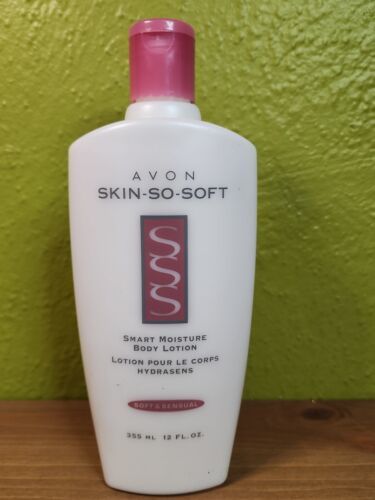 AVON
SKIN-SO-SOFT
SSS
SMART MOISTURE
BODY LOTION
LOTION POUR LE CORPS
HYDRASENS
SOFT & SENSUAL
355 ML 12 FL. OZ.